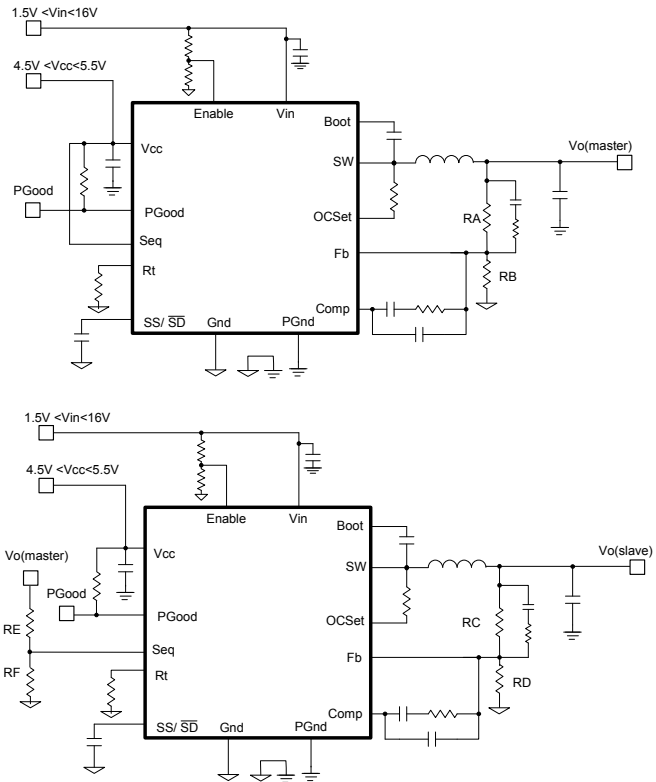 1.5V <Vin<16V
4.5V <Vcc<5.5V
Enable
Vin
Boot
Vcc
SW
Vo(master)
PGood
PGood
OCSet
RA
Seq
Fb
Rt
RB
Comp
SS/ SD
Gnd
PGnd
1.5V <Vin<16V
4.5V <Vcc<5.5V
Enable
Vin
Boot
Vo(master)
Vcc
SW
Vo(slave)
PGood
PGood
OCSet
RE
RC
Seq
Fb
RF
Rt
RD
Comp
SS/ SD
Gnd
PGnd